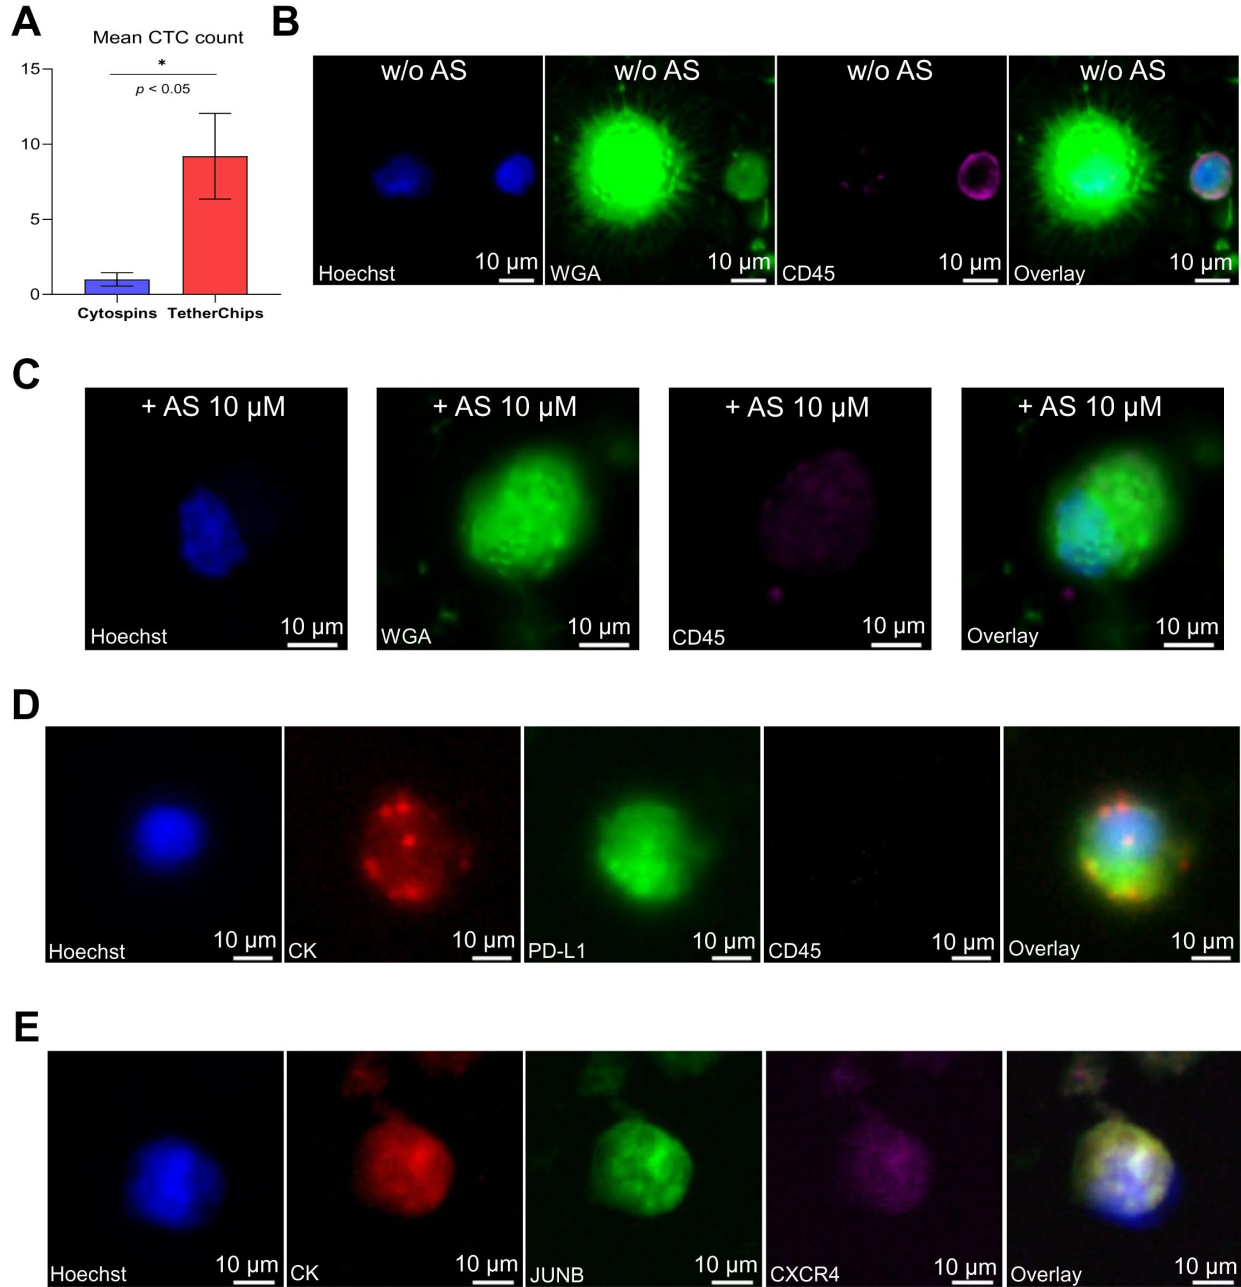 A
Mean CTC count
*
p < 0.05
15
10
5
0
Cytospins TetherChips
B
w/o AS w/o AS w/o AS w/o AS
10 µm 10 µm 10 µm 10 µm
Hoechst WGA CD45 Overlay
C
+ AS 10 µM + AS 10 µM + AS 10 µM + AS 10 µM
10 µm 10 µm 10 µm 10 µm
Hoechst WGA CD45 Overlay
D
10 µm 10 µm 10 µm 10 µm 10 µm
Hoechst CK PD-L1 CD45 Overlay
E
10 µm 10 µm 10 µm 10 µm 10 µm
Hoechst CK JUNB CXCR4 Overlay